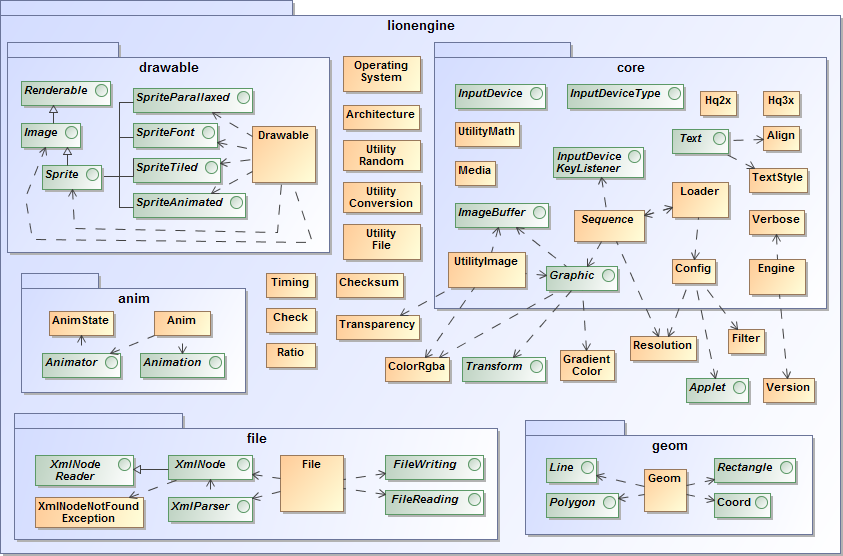 lionengine
drawable
Renderable
Image
Sprite
SpriteParallaxed
SpriteFont
SpriteTiled
SpriteAnimated
Drawable
Operating
System
Architecture
Utility
Random
Utility
Conversion
Utility
File
core
InputDevice
InputDeviceType
Hq2x
Hq3x
UtilityMath
Text
Align
InputDevice
KeyListener
Media
TextStyle
Loader
ImageBuffer
Sequence
Verbose
UtilityImage
Graphic
Config
Engine
anim
AnimState
Anim
Animator
Animation
Timing
Checksum
Check
Transparency
Ratio
ColorRgba
Transform
Gradient
Color
Resolution
Filter
Applet
Version
file
XmlNode
Reader
XmlNode
File
FileWriting
XmlNodeNotFound
Exception
XmlParser
FileReading
geom
Line
Geom
Rectangle
Polygon
Coord